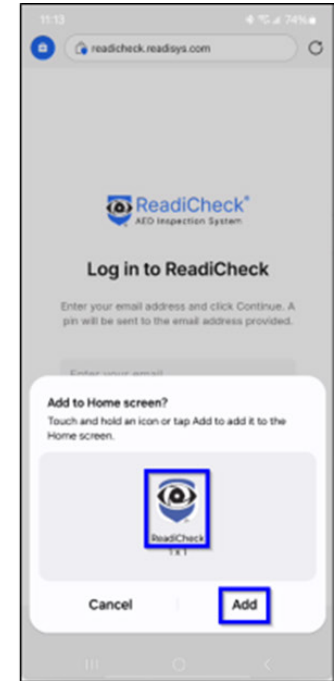 11:13
74%
readicheck.readisys.com
ReadiCheck®
AED Inspection System
Log in to ReadiCheck
Enter your email address and click Continue. A
pin will be sent to the email address provided.
Enter your email
Add to Home screen?
Touch and hold an icon or tap Add to add it to the
Home screen.
ReadiCheck
1 x 1
Cancel
Add